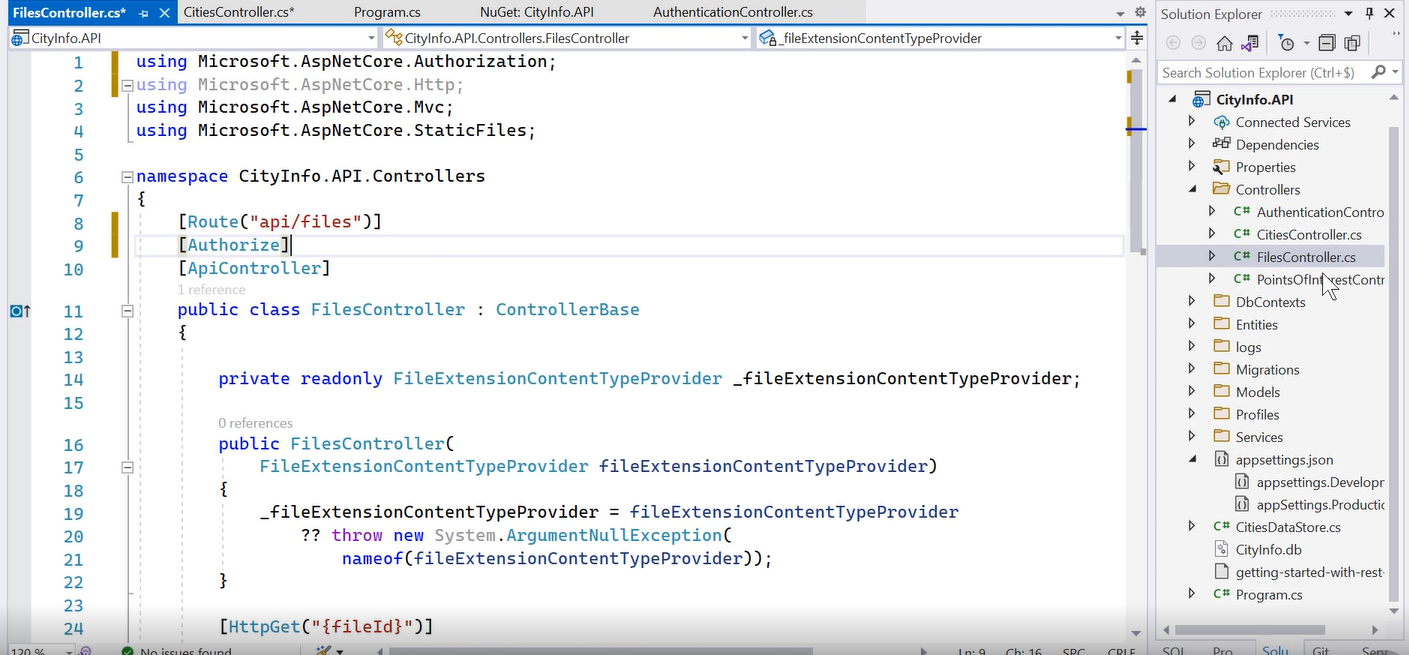 FilesController.cs*
CitiesController.cs*
Program.cs
NuGet: CityInfo.API
AuthenticationController.cs
CityInfo.API
CityInfo.API.Controllers.FilesController
_fileExtensionContentTypeProvider
1 using Microsoft.AspNetCore.Authorization;
2 using Microsoft.AspNetCore.Http;
3 using Microsoft.AspNetCore.Mvc;
4 using Microsoft.AspNetCore.StaticFiles;
5
6 namespace CityInfo.API.Controllers
7 {
8 [Route("api/files")]
9 [Authorize]
10 [ApiController]
1 reference
11 public class FilesController : ControllerBase
12 {
13
14 private readonly FileExtensionContentTypeProvider _fileExtensionContentTypeProvider;
15
0 references
16 public FilesController(
17 FileExtensionContentTypeProvider fileExtensionContentTypeProvider)
18 {
19 _fileExtensionContentTypeProvider = fileExtensionContentTypeProvider
20 ?? throw new System.ArgumentNullException(
21 nameof(fileExtensionContentTypeProvider));
22 }
23
24 [HttpGet("{fileId}")]
120 %
No issues found
Ln: 9 Ch: 16 SPC CRLF
Solution Explorer
Search Solution Explorer (Ctrl+$)
CityInfo.API
Connected Services
Dependencies
Properties
Controllers
C# AuthenticationContro
C# CitiesController.cs
C# FilesController.cs
C# PointsOfInterestContr
DbContexts
Entities
logs
Migrations
Models
Profiles
Services
appsettings.json
appsettings.Developr
appSettings.Productic
C# CitiesDataStore.cs
CityInfo.db
getting-started-with-rest-
C# Program.cs
SQL Pro... Solu... Git Serv